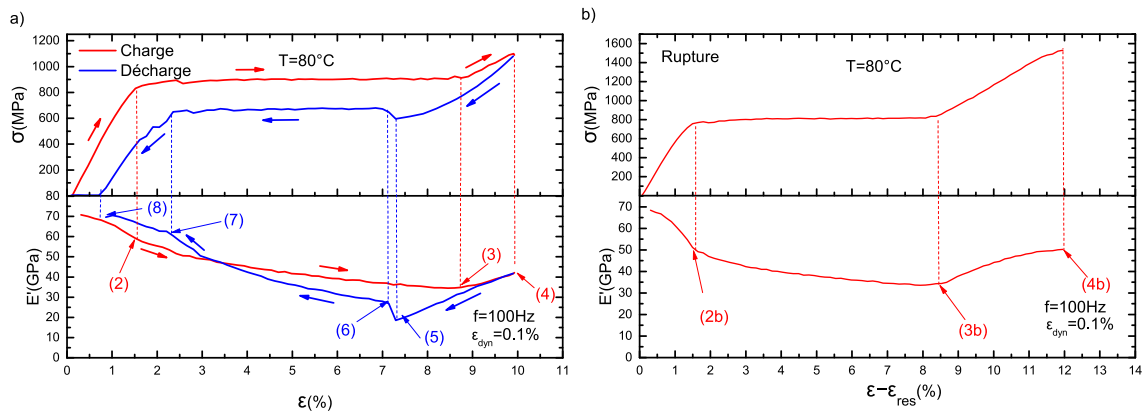 a)
Charge
Décharge
T=80°C
σ(MPa)
1200
1000
800
600
400
200
80
70
60
50
40
30
20
10
0
E'(GPa)
(8)
(7)
(2)
(3)
(4)
(6)
(5)
f=100Hz
εdyn=0.1%
0 1 2 3 4 5 6 7 8 9 10 11
ε(%)
b)
Rupture
T=80°C
σ(MPa)
1600
1400
1200
1000
800
600
400
200
0
70
60
50
40
30
20
10
0
E'(GPa)
(2b)
(3b)
(4b)
f=100Hz
εdyn=0.1%
0 1 2 3 4 5 6 7 8 9 10 11 12 13 14
ε−εres(%)